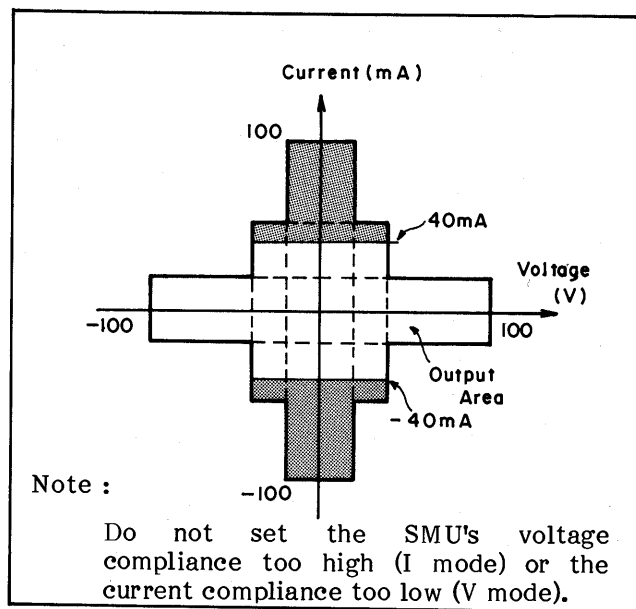 Current (mA)
100
40mA
Voltage
(V)
-100
100
Output
Area
-40mA
-100
Note :
Do not set the SMU's voltage
compliance too high (I mode) or the
current compliance too low (V mode).